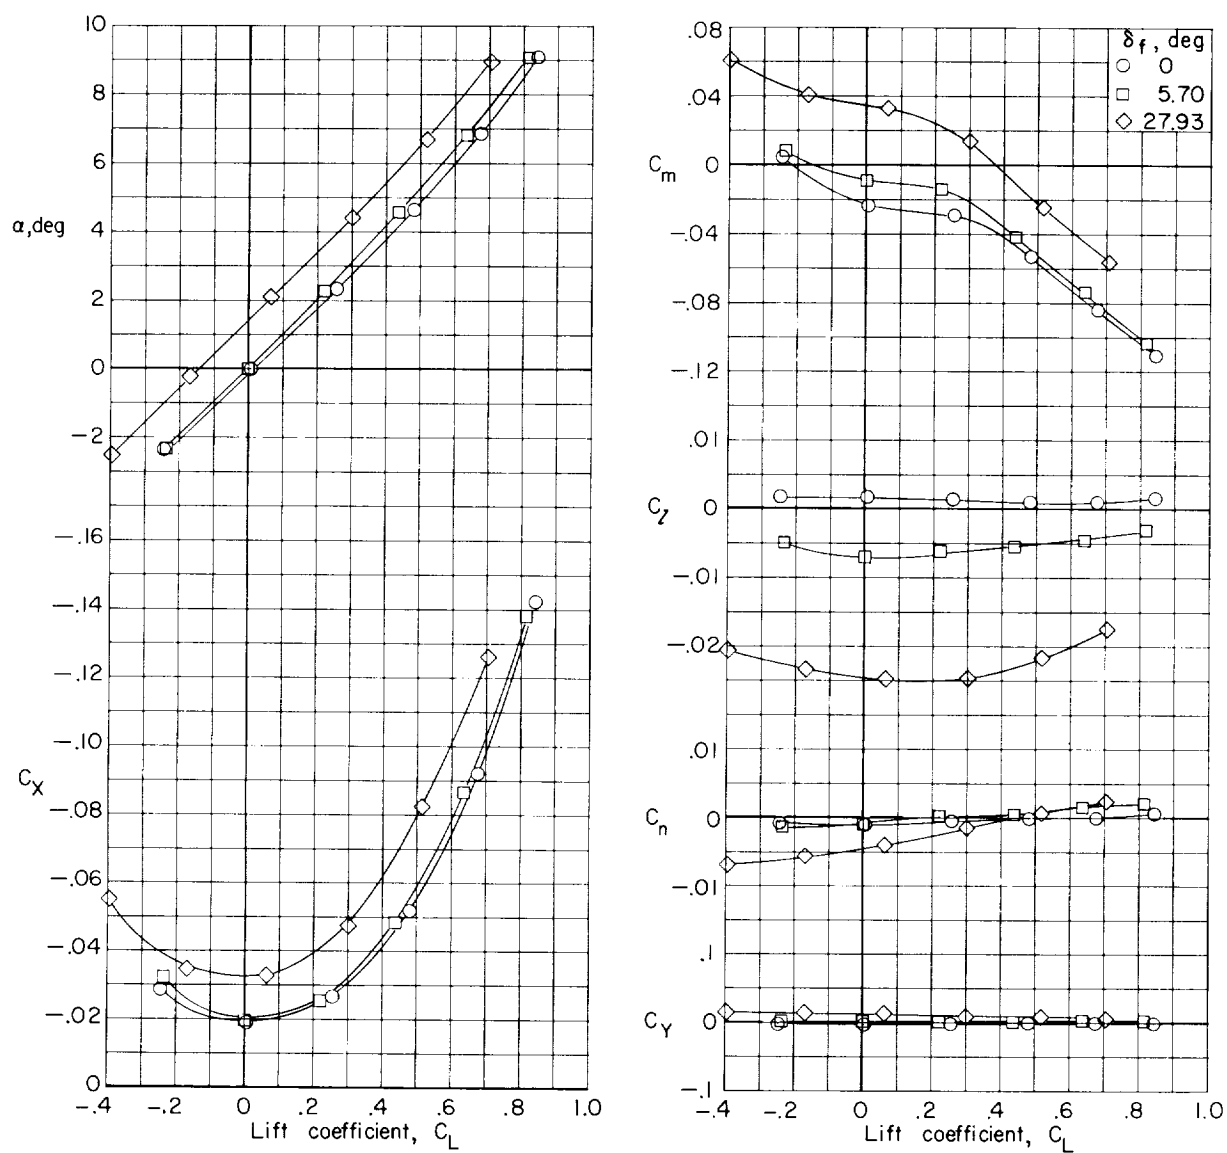 10
8
6
α,deg
4
2
0
−2
−.16
−.14
−.12
−.10
C_X
−.08
−.06
−.04
−.02
0
−.4 −.2 0 .2 .4 .6 .8 1.0
Lift coefficient, C_L
.08
δ_f, deg
0
5.70
27.93
.04
C_m 0
−.04
−.08
−.12
.01
C_l 0
−.01
−.02
.01
C_n 0
−.01
.1
C_Y 0
−.1
−.4 −.2 0 .2 .4 .6 .8 1.0
Lift coefficient, C_L